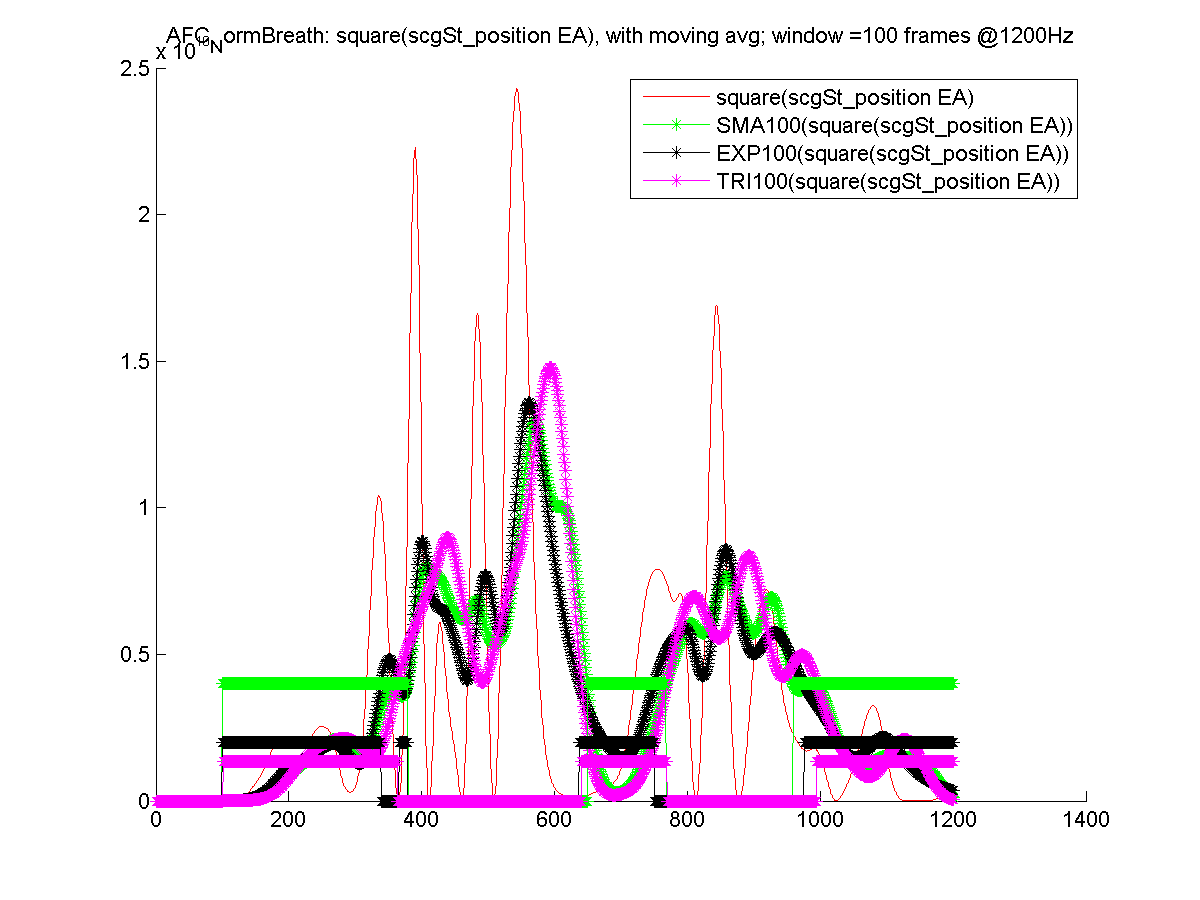 AFC_NormBreath: square(scgSt_position EA), with moving avg; window =100 frames @1200Hz
x 10^10
2.5
2
1.5
1
0.5
0
0 200 400 600 800 1000 1200 1400
square(scgSt_position EA)
SMA100(square(scgSt_position EA))
EXP100(square(scgSt_position EA))
TRI100(square(scgSt_position EA))